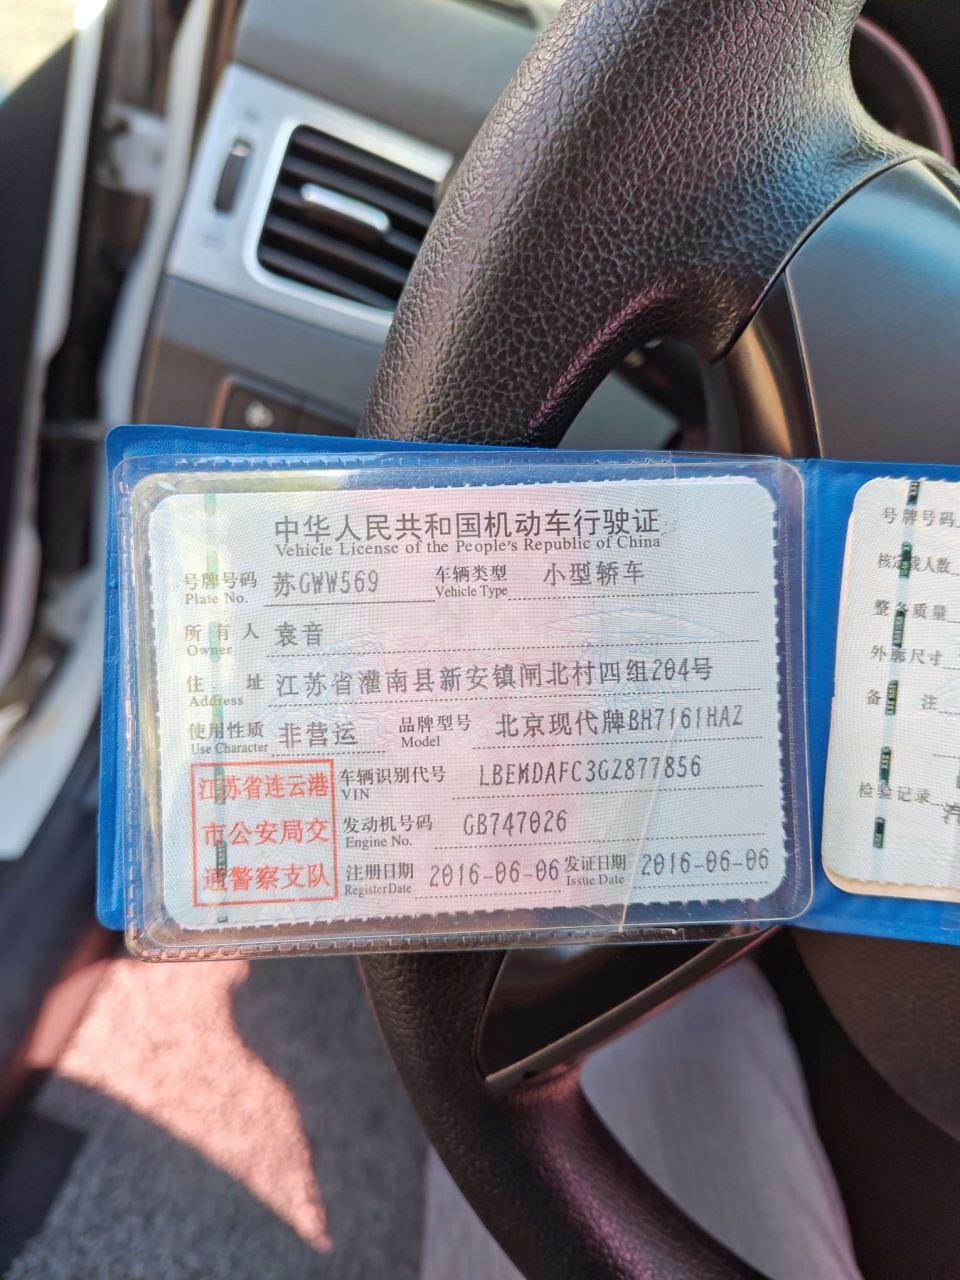 中华人民共和国机动车行驶证
Vehicle License of the People's Republic of China
号牌号码 苏GWW569 车辆类型 小型轿车
Plate No. Vehicle Type
所有人 袁音
Owner
住址 江苏省灌南县新安镇闸北村四组204号
Address
使用性质 非营运 品牌型号 北京现代牌BH7161HAZ
Use Character Model
江苏省连云港
市公安局交
通警察支队
车辆识别代号 LBEMDAFC3GZ877856
VIN
发动机号码 GB747026
Engine No.
注册日期 2016-06-06 发证日期 2016-06-06
Register Date Issue Date
号牌号码
核定载人数
整备质量
外廓尺寸
备注
检验记录